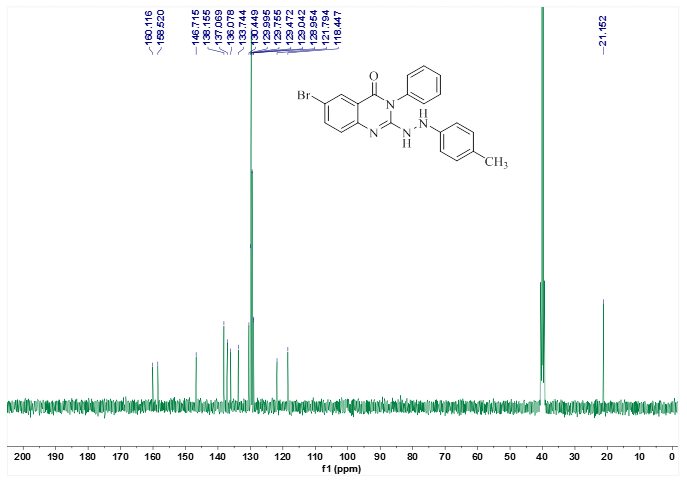 160.116
158.520
146.715
138.155
137.069
136.078
133.744
130.449
129.995
129.755
129.472
129.042
128.954
121.794
118.447
21.152
O
Br
N
N
N
H
N
H
CH3
200 190 180 170 160 150 140 130 120 110 100 90 80 70 60 50 40 30 20 10 0
f1 (ppm)